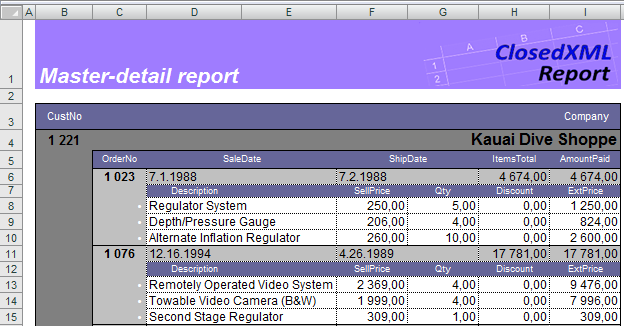 A B C D E F G H I
A B C
1
2
ClosedXML
1 Master-detail report Report
2
3 CustNo Company
4 1 221 Kauai Dive Shoppe
5 OrderNo SaleDate ShipDate ItemsTotal AmountPaid
6 1 023 7.1.1988 7.2.1988 4 674,00 4 674,00
7 Description SellPrice Qty Discount ExtPrice
8 Regulator System 250,00 5,00 0,00 1 250,00
9 Depth/Pressure Gauge 206,00 4,00 0,00 824,00
10 Alternate Inflation Regulator 260,00 10,00 0,00 2 600,00
11 1 076 12.16.1994 4.26.1989 17 781,00 17 781,00
12 Description SellPrice Qty Discount ExtPrice
13 Remotely Operated Video System 2 369,00 4,00 0,00 9 476,00
14 Towable Video Camera (B&W) 1 999,00 4,00 0,00 7 996,00
15 Second Stage Regulator 309,00 1,00 0,00 309,00